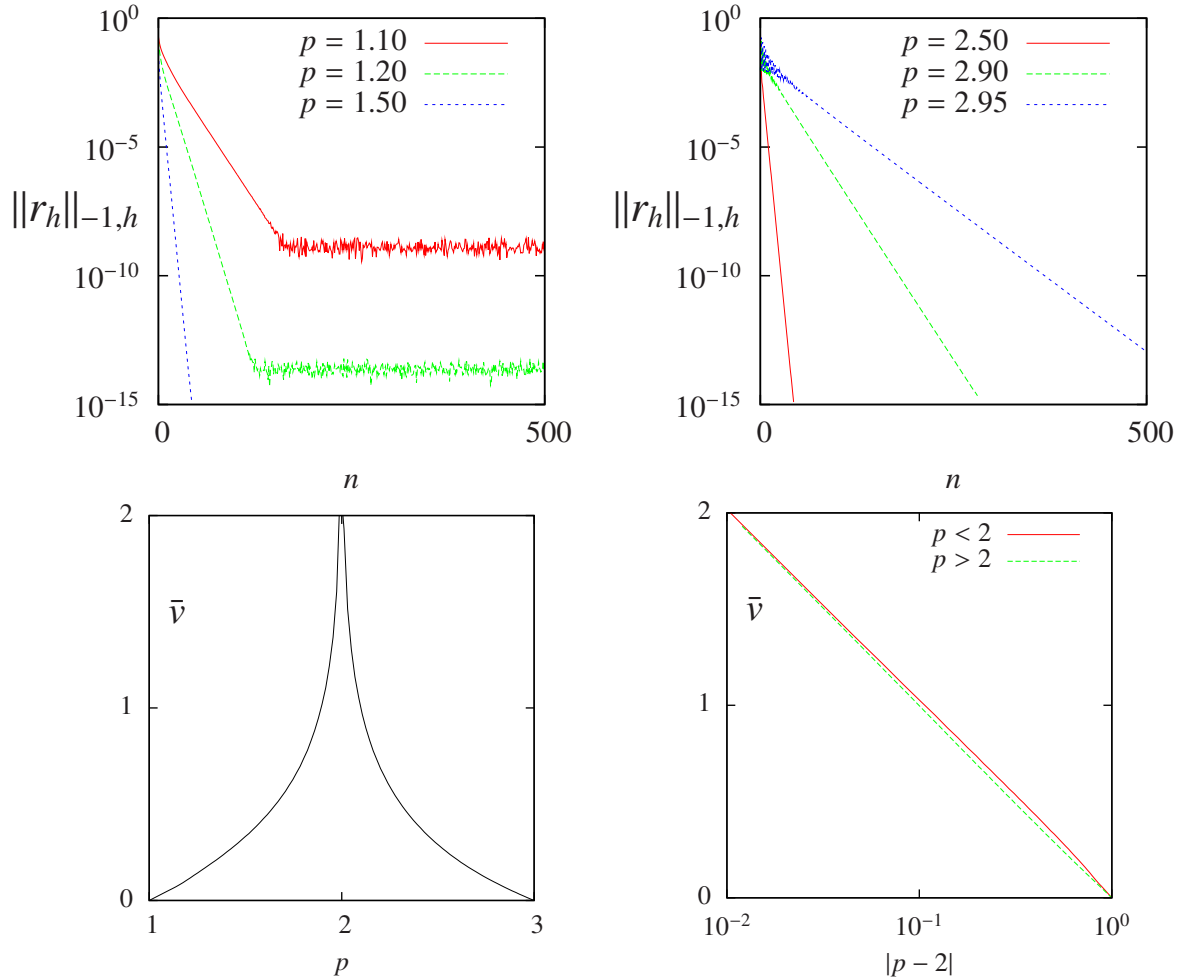 10^0
p = 1.10
p = 1.20
p = 1.50
10^−5
||r_h||_−1,h
10^−10
10^−15
0
500
n
10^0
p = 2.50
p = 2.90
p = 2.95
10^−5
||r_h||_−1,h
10^−10
10^−15
0
500
n
2
v̄
1
0
1
2
3
p
2
p < 2
p > 2
v̄
1
0
10^−2
10^−1
10^0
|p − 2|